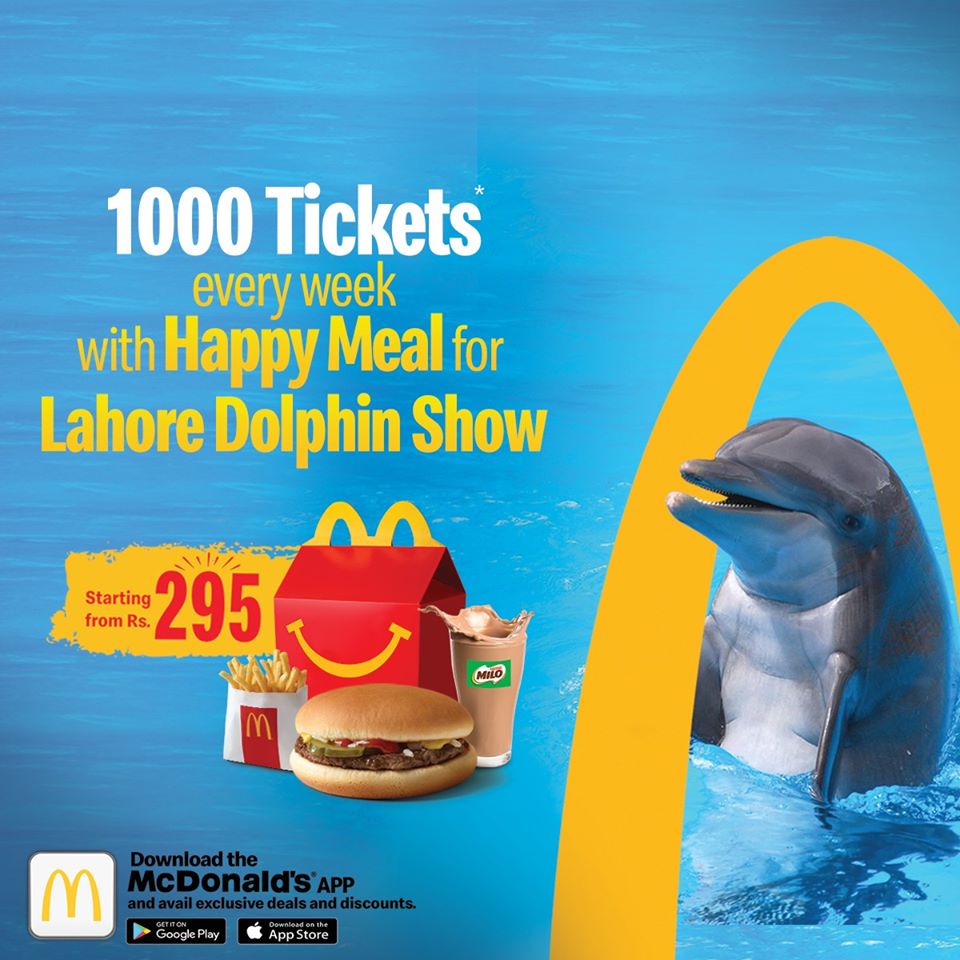 1000 Tickets*
every week
with Happy Meal for
Lahore Dolphin Show
Starting
from Rs. 295
MILO
Download the
McDonald's® APP
and avail exclusive deals and discounts.
GET IT ON
Google Play
Download on the
App Store